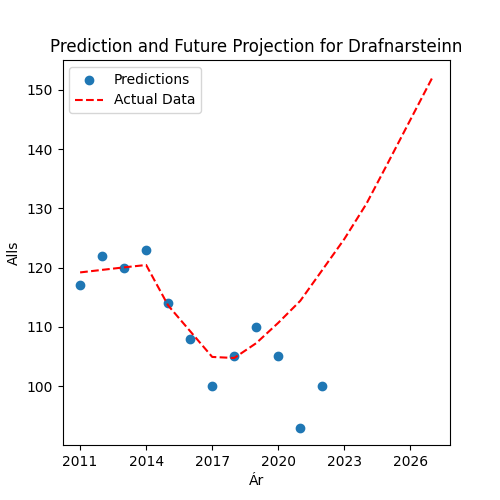 Prediction and Future Projection for Drafnarsteinn
Predictions
Actual Data
Alls
150
140
130
120
110
100
2011 2014 2017 2020 2023 2026
Ár